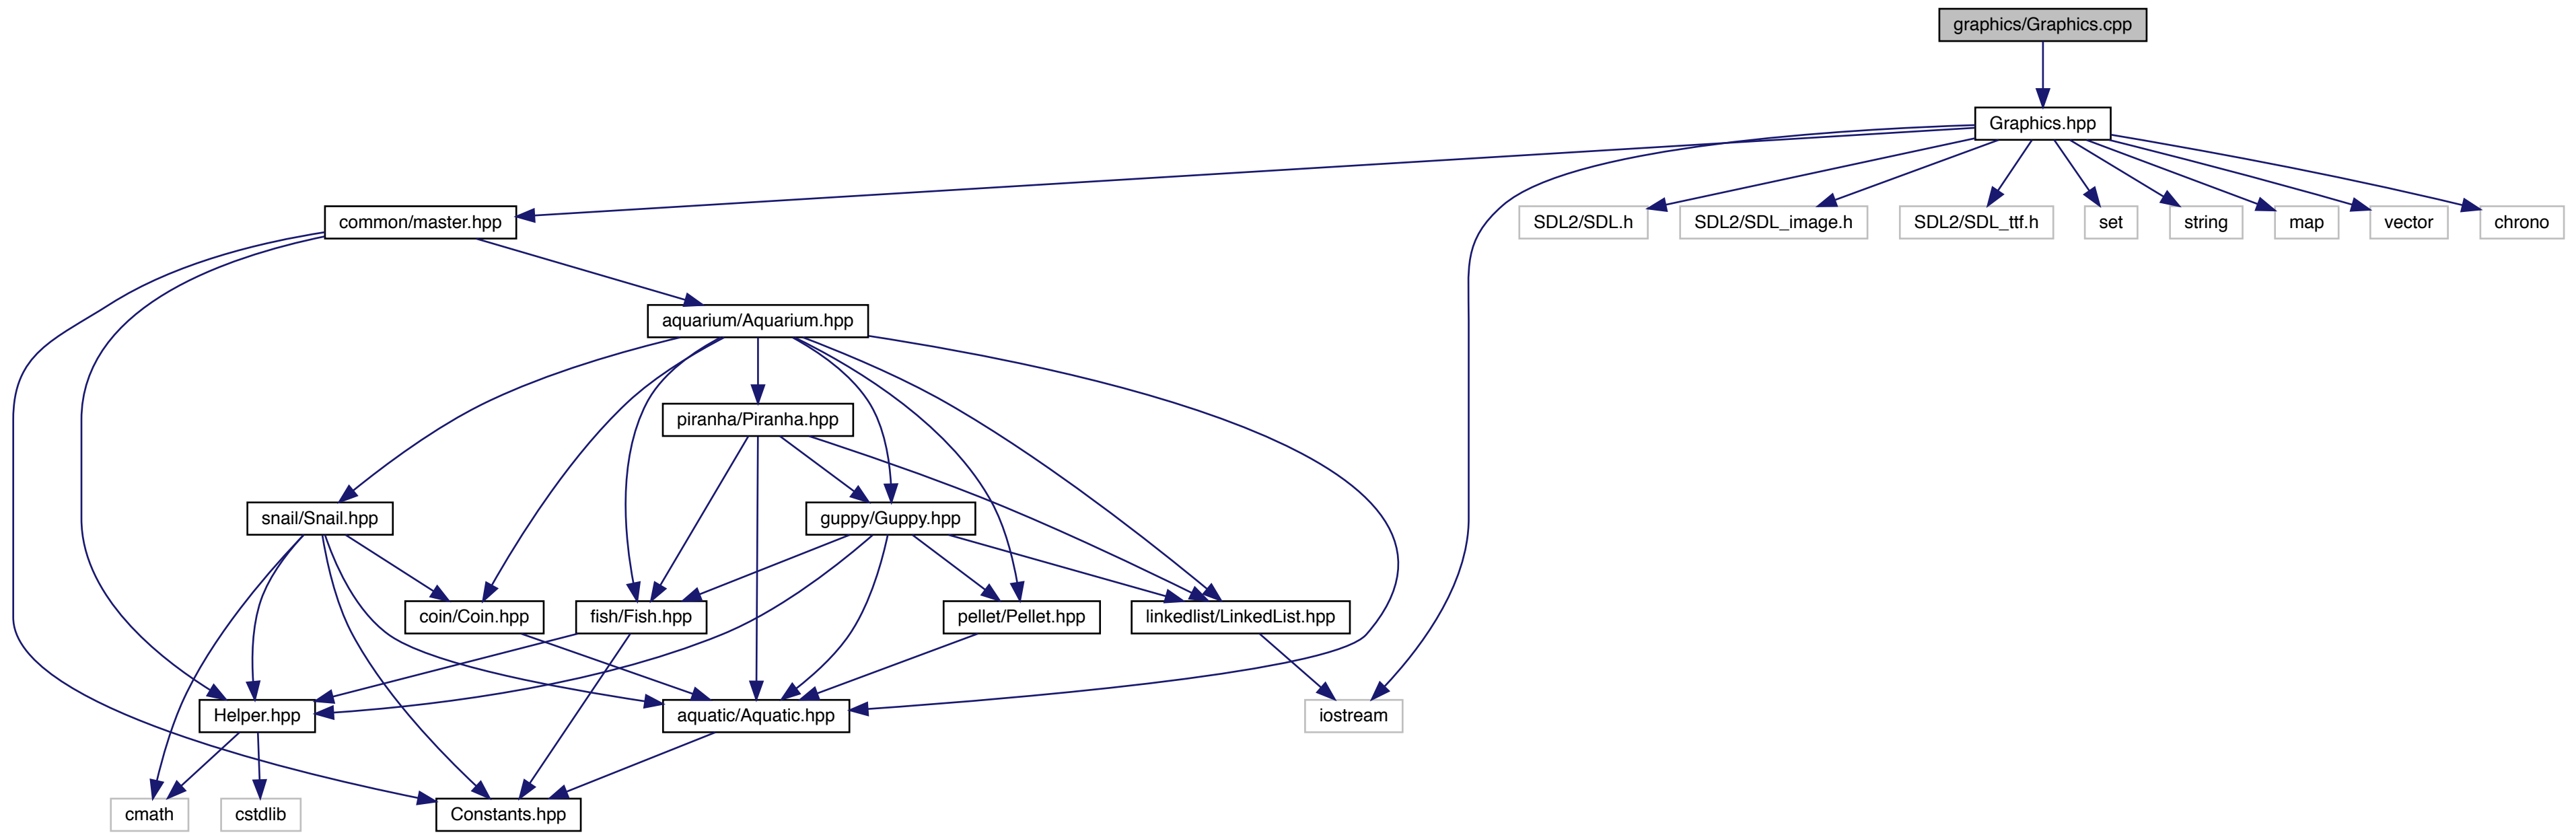 graphics/Graphics.cpp
Graphics.hpp
common/master.hpp
SDL2/SDL.h
SDL2/SDL_image.h
SDL2/SDL_ttf.h
set
string
map
vector
chrono
aquarium/Aquarium.hpp
piranha/Piranha.hpp
snail/Snail.hpp
guppy/Guppy.hpp
coin/Coin.hpp
fish/Fish.hpp
pellet/Pellet.hpp
linkedlist/LinkedList.hpp
Helper.hpp
aquatic/Aquatic.hpp
iostream
cmath
cstdlib
Constants.hpp